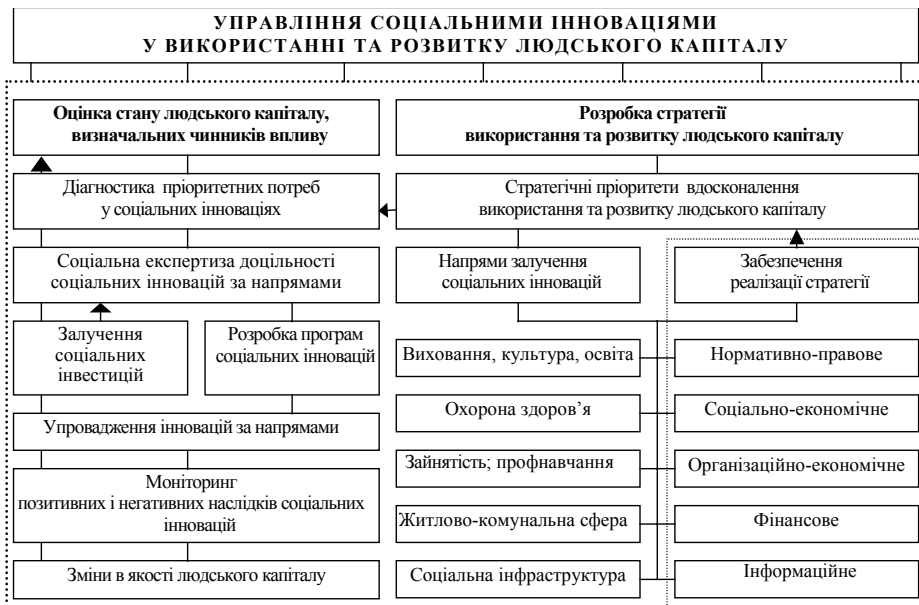 УПРАВЛІННЯ СОЦІАЛЬНИМИ ІННОВАЦІЯМИ
У ВИКОРИСТАННІ ТА РОЗВИТКУ ЛЮДСЬКОГО КАПІТАЛУ
Оцінка стану людського капіталу,
визначальних чинників впливу
Діагностика пріоритетних потреб
у соціальних інноваціях
Соціальна експертиза доцільності
соціальних інновацій за напрямами
Залучення
соціальних
інвестицій
Розробка програм
соціальних інновацій
Упровадження інновацій за напрямами
Моніторинг
позитивних і негативних наслідків соціальних
інновацій
Зміни в якості людського капіталу
Розробка стратегії
використання та розвитку людського капіталу
Стратегічні пріоритети вдосконалення
використання та розвитку людського капіталу
Напрями залучення
соціальних інновацій
Забезпечення
реалізації стратегії
Виховання, культура, освіта
Нормативно-правове
Охорона здоров’я
Соціально-економічне
Зайнятість; профнавчання
Організаційно-економічне
Житлово-комунальна сфера
Фінансове
Соціальна інфраструктура
Інформаційне